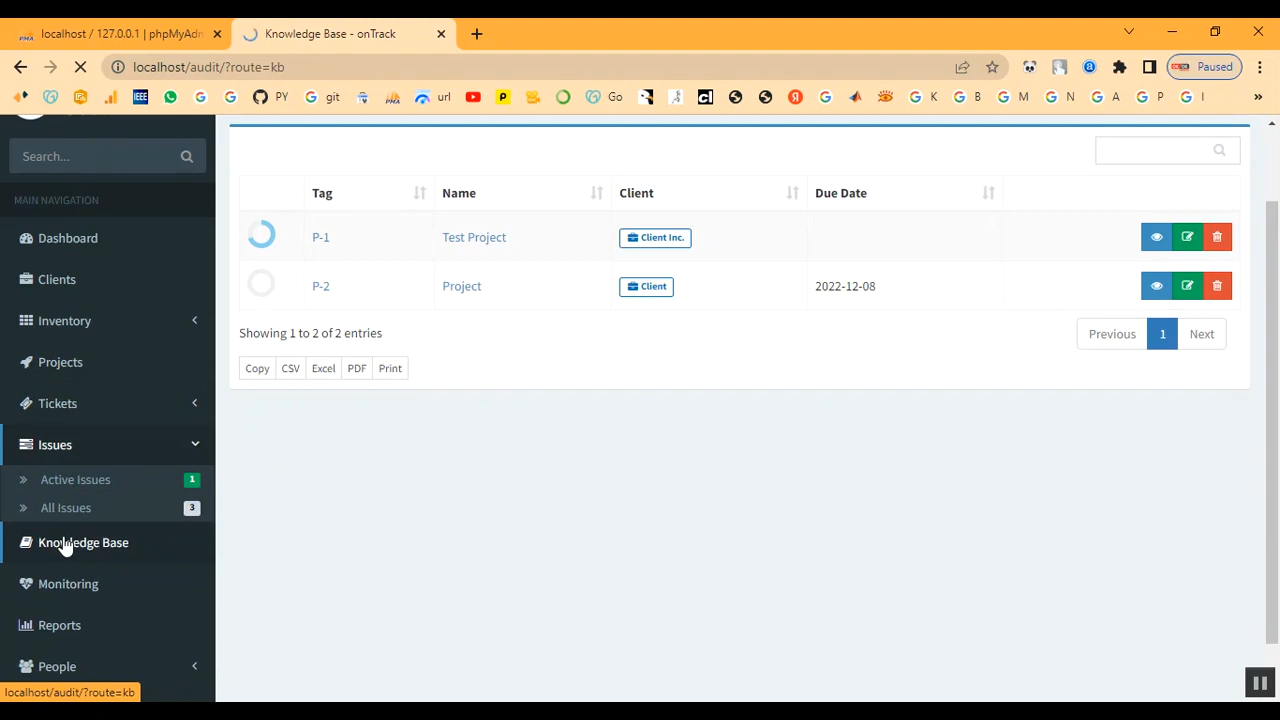 localhost / 127.0.0.1 | phpMyAdn
Knowledge Base - onTrack
localhost/audit/?route=kb
Paused
IEEE
PY
git
url
Go
K
B
M
N
A
P
I
Search...
MAIN NAVIGATION
Dashboard
Clients
Inventory
Projects
Tickets
Issues
Active Issues 1
All Issues 3
Knowledge Base
Monitoring
Reports
People
Tag Name Client Due Date
P-1 Test Project Client Inc.
P-2 Project Client 2022-12-08
Showing 1 to 2 of 2 entries
Previous 1 Next
Copy CSV Excel PDF Print
localhost/audit/?route=kb